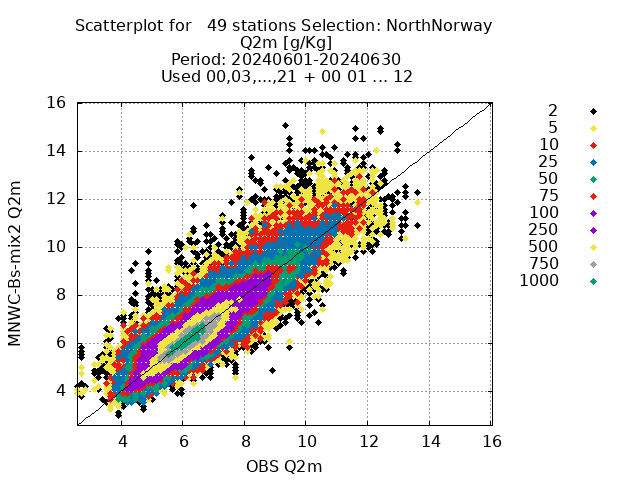 Scatterplot for   49 stations Selection: NorthNorway
Q2m [g/Kg]
Period: 20240601-20240630
Used 00,03,...,21 + 00 01 ... 12
16
14
12
10
8
6
4
4 6 8 10 12 14 16
MNWC-Bs-mix2 Q2m
OBS Q2m
2
5
10
25
50
75
100
250
500
750
1000